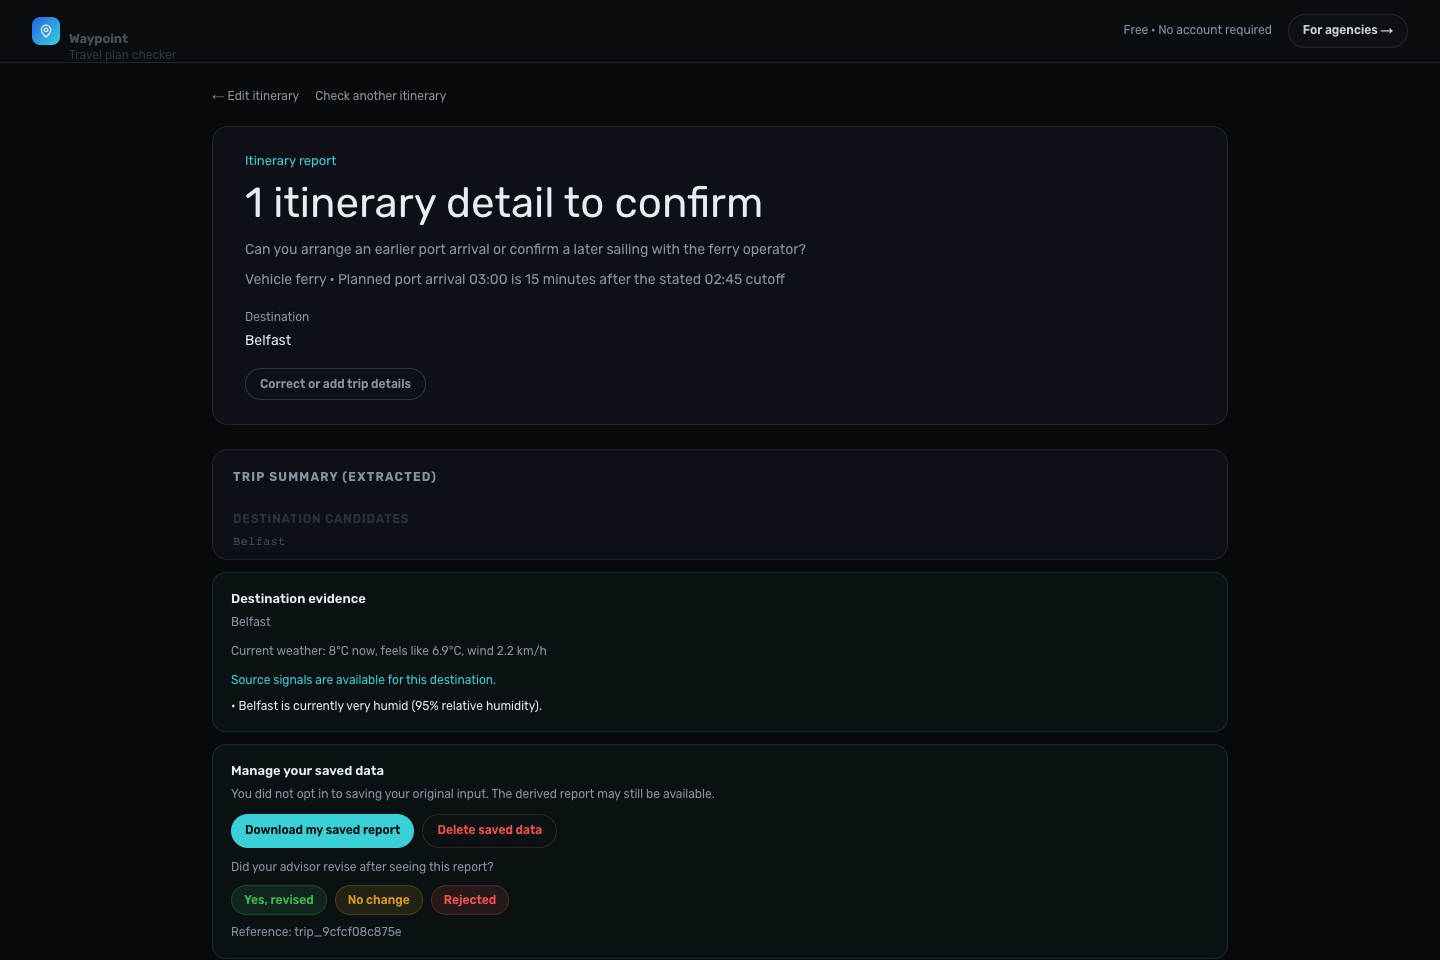 Waypoint
Travel plan checker
Free • No account required
For agencies →
← Edit itinerary
Check another itinerary
Itinerary report
1 itinerary detail to confirm
Can you arrange an earlier port arrival or confirm a later sailing with the ferry operator?
Vehicle ferry • Planned port arrival 03:00 is 15 minutes after the stated 02:45 cutoff
Destination
Belfast
Correct or add trip details
TRIP SUMMARY (EXTRACTED)
DESTINATION CANDIDATES
Belfast
Destination evidence
Belfast
Current weather: 8°C now, feels like 6.9°C, wind 2.2 km/h
Source signals are available for this destination.
• Belfast is currently very humid (95% relative humidity).
Manage your saved data
You did not opt in to saving your original input. The derived report may still be available.
Download my saved report
Delete saved data
Did your advisor revise after seeing this report?
Yes, revised
No change
Rejected
Reference: trip_9cfcf08c875e